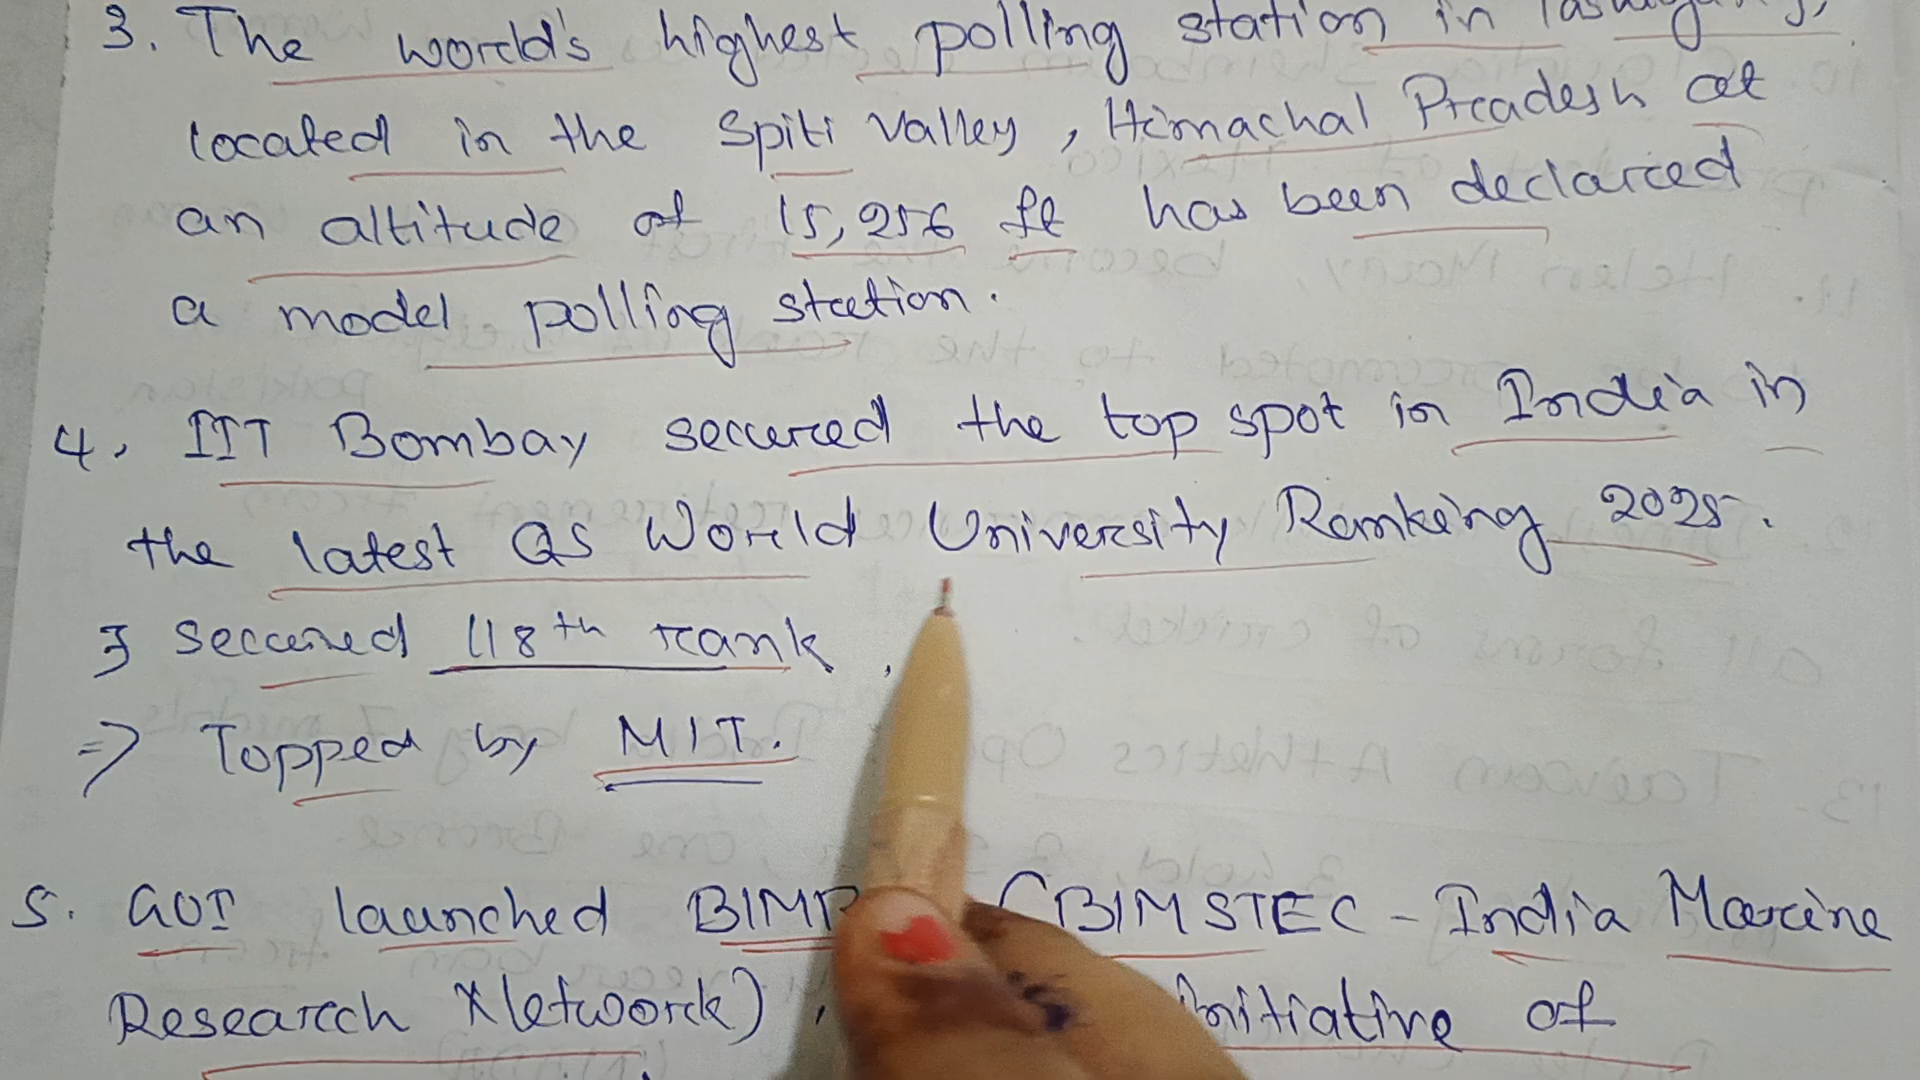 3. The world's highest polling station in Tashigang,
located in the Spiti Valley, Himachal Pradesh at
an altitude of 15,256 ft has been declared
a model polling station.
4. IIT Bombay secured the top spot in India in
the latest QS World University Ranking 2025.
⇒ Secured 118th rank,
⇒ Topped by MIT.
5. GOI launched BIMR (BIMSTEC - India Marine
Research Network), initiative of